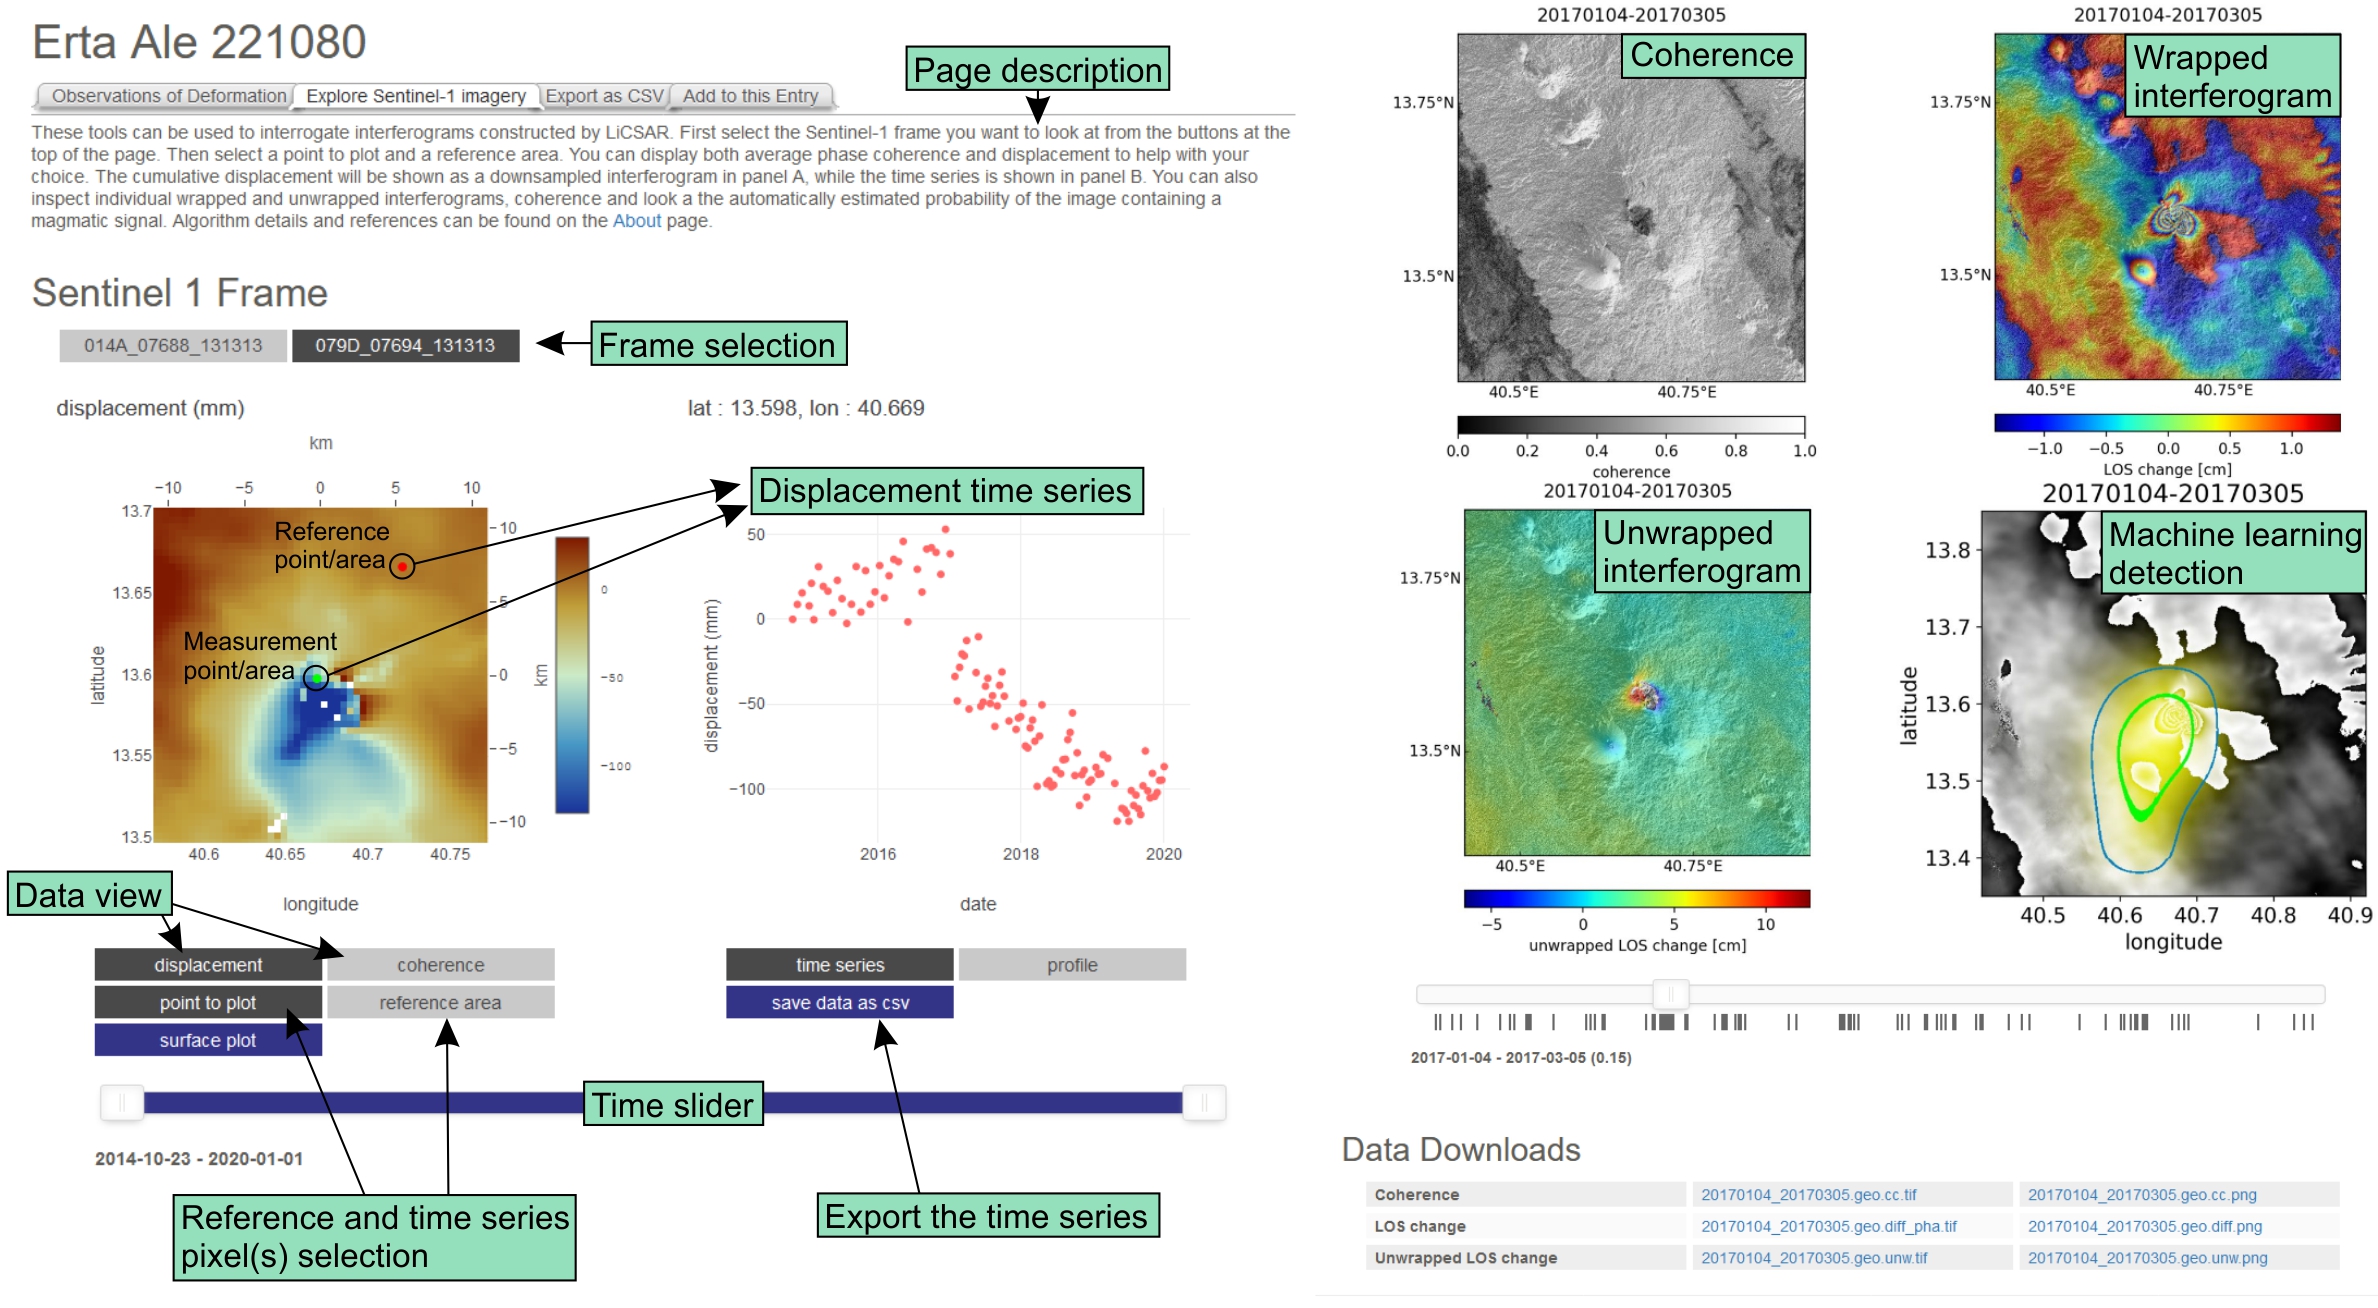 Erta Ale 221080
Page description
Observations of Deformation
Explore Sentinel-1 imagery
Export as CSV
Add to this Entry
These tools can be used to interrogate interferograms constructed by LiCSAR. First select the Sentinel-1 frame you want to look at from the buttons at the
top of the page. Then select a point to plot and a reference area. You can display both average phase coherence and displacement to help with your
choice. The cumulative displacement will be shown as a downsampled interferogram in panel A, while the time series is shown in panel B. You can also
inspect individual wrapped and unwrapped interferograms, coherence and look a the automatically estimated probability of the image containing a
magmatic signal. Algorithm details and references can be found on the About page.
Sentinel 1 Frame
014A_07688_131313
079D_07694_131313
Frame selection
displacement (mm)
km
−10 −5 0 5 10
13.7
13.65
13.6
13.55
13.5
latitude
Reference
point/area
Measurement
point/area
10
5
0
−5
−10
km
0
−50
−100
40.6 40.65 40.7 40.75
longitude
lat : 13.598, lon : 40.669
Displacement time series
50
0
−50
−100
displacement (mm)
2016 2018 2020
date
Data view
displacement
coherence
point to plot
reference area
surface plot
time series
profile
save data as csv
Time slider
2014-10-23 - 2020-01-01
Reference and time series
pixel(s) selection
Export the time series
20170104-20170305
Coherence
13.75°N
13.5°N
40.5°E 40.75°E
0.0 0.2 0.4 0.6 0.8 1.0
coherence
20170104-20170305
Wrapped
interferogram
13.75°N
13.5°N
40.5°E 40.75°E
−1.0 −0.5 0.0 0.5 1.0
LOS change [cm]
20170104-20170305
Unwrapped
interferogram
13.75°N
13.5°N
40.5°E 40.75°E
−5 0 5 10
unwrapped LOS change [cm]
20170104-20170305
Machine learning
detection
13.8
13.7
13.6
13.5
13.4
latitude
40.5 40.6 40.7 40.8 40.9
longitude
2017-01-04 - 2017-03-05 (0.15)
Data Downloads
Coherence 20170104_20170305.geo.cc.tif 20170104_20170305.geo.cc.png
LOS change 20170104_20170305.geo.diff_pha.tif 20170104_20170305.geo.diff.png
Unwrapped LOS change 20170104_20170305.geo.unw.tif 20170104_20170305.geo.unw.png